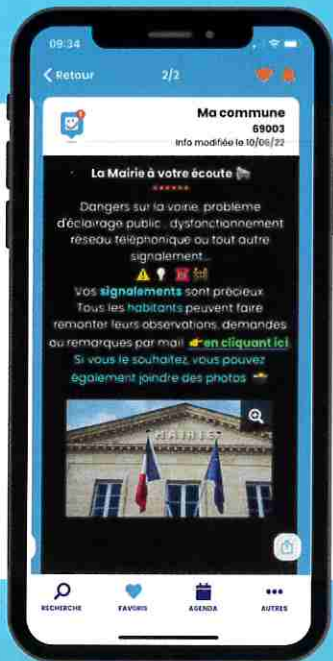 09:34
Retour
2/2
Ma commune
69003
Info modifiée le 10/06/22
La Mairie à votre écoute
Dangers sur la voirie, problème
d'éclairage public, dysfonctionnement
réseau téléphonique ou tout autre
signalement...
Vos signalements sont précieux
Tous les habitants peuvent faire
remonter leurs observations, demandes
ou remarques par mail en cliquant ici
Si vous le souhaitez, vous pouvez
également joindre des photos
MAIRIE
RECHERCHE
FAVORIS
AGENDA
AUTRES